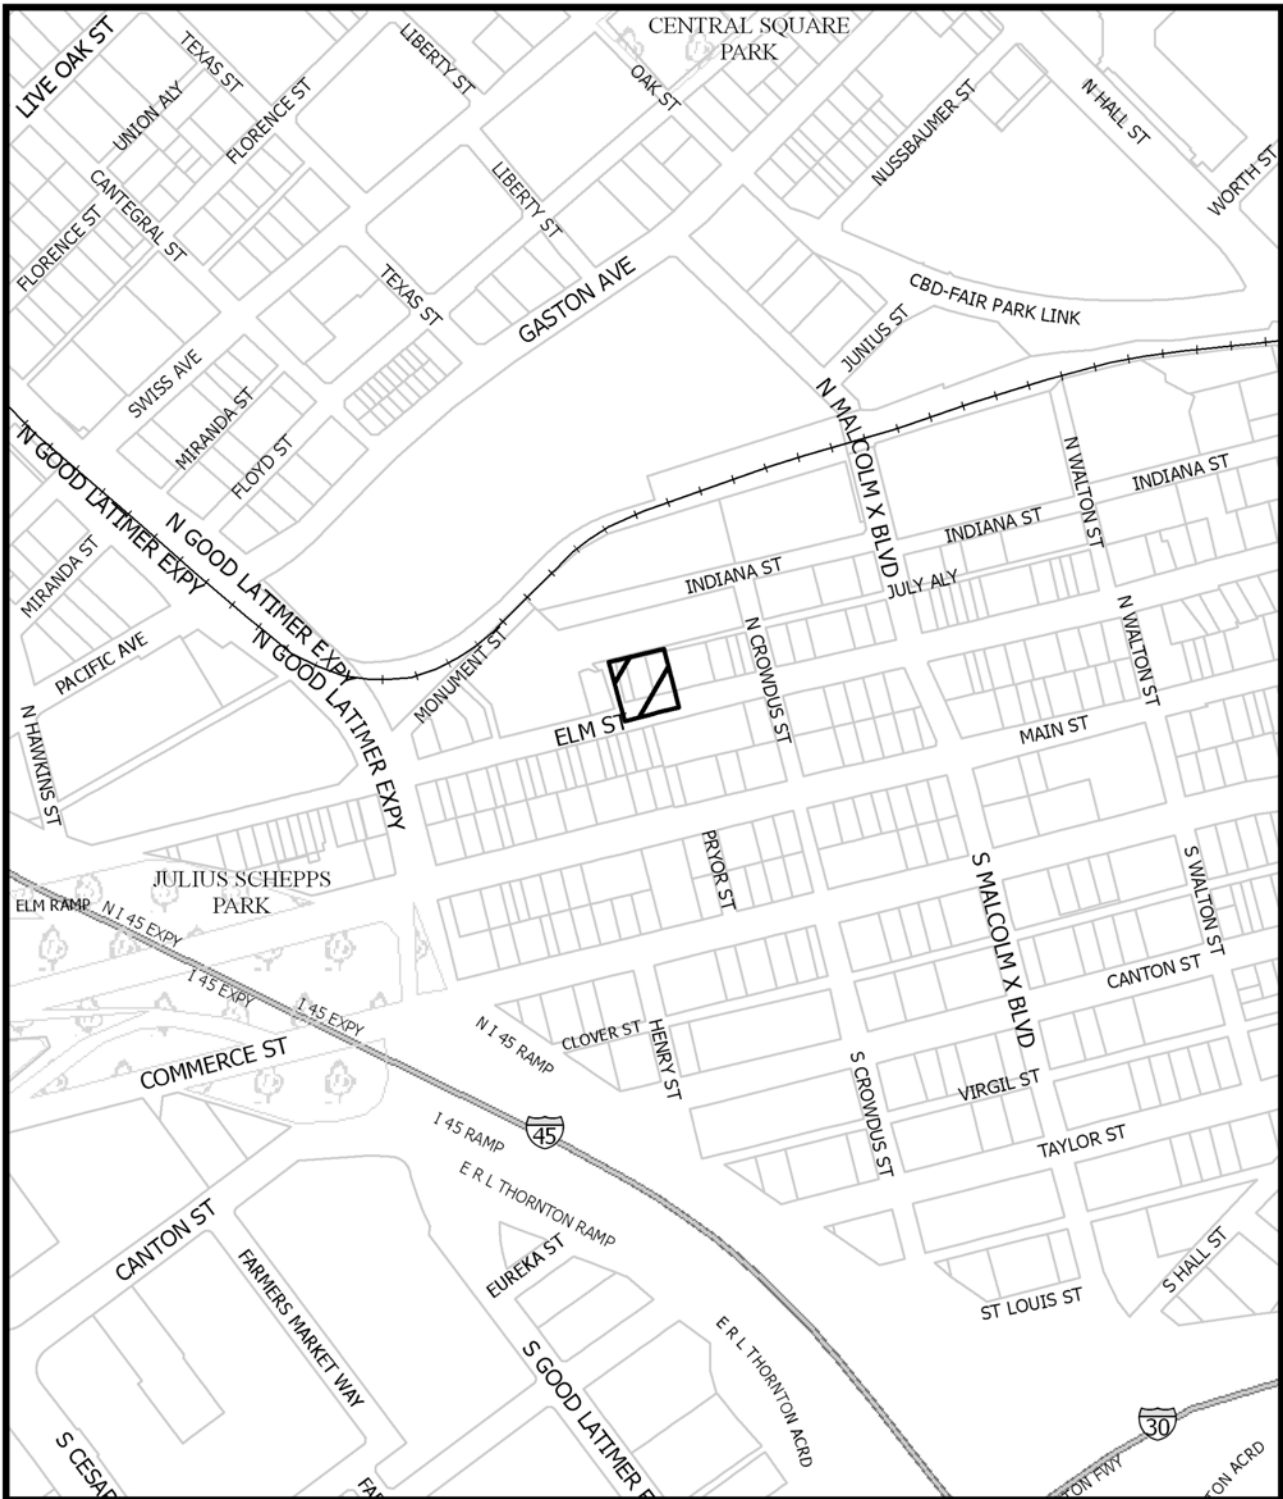 CENTRAL SQUARE
PARK
LIVE OAK ST
TEXAS ST
UNION ALY
FLORENCE ST
LIBERTY ST
OAK ST
NUSSBAUMER ST
N HALL ST
WORTH ST
CANTEGRAL ST
FLORENCE ST
LIBERTY ST
TEXAS ST
GASTON AVE
CBD-FAIR PARK LINK
JUNIUS ST
SWISS AVE
MIRANDA ST
FLOYD ST
N MALCOLM X BLVD
N WALTON ST
INDIANA ST
INDIANA ST
N GOOD LATIMER EXPY
N GOOD LATIMER EXPY
MIRANDA ST
INDIANA ST
JULY ALY
N WALTON ST
N CROWDUS ST
PACIFIC AVE
N GOOD LATIMER EXPY
MONUMENT ST
ELM ST
MAIN ST
N HAWKINS ST
PRYOR ST
S MALCOLM X BLVD
S WALTON ST
JULIUS SCHEPPS
PARK
ELM RAMP
N I 45 EXPY
I 45 EXPY
I 45 EXPY
CANTON ST
N I 45 RAMP
CLOVER ST
HENRY ST
COMMERCE ST
S CROWDUS ST
VIRGIL ST
I 45 RAMP
45
TAYLOR ST
E R L THORNTON RAMP
CANTON ST
EUREKA ST
FARMERS MARKET WAY
S HALL ST
ST LOUIS ST
E R L THORNTON ACRD
S GOOD LATIMER E
30
S CESAR
FAR
TON FWY
TON ACRD